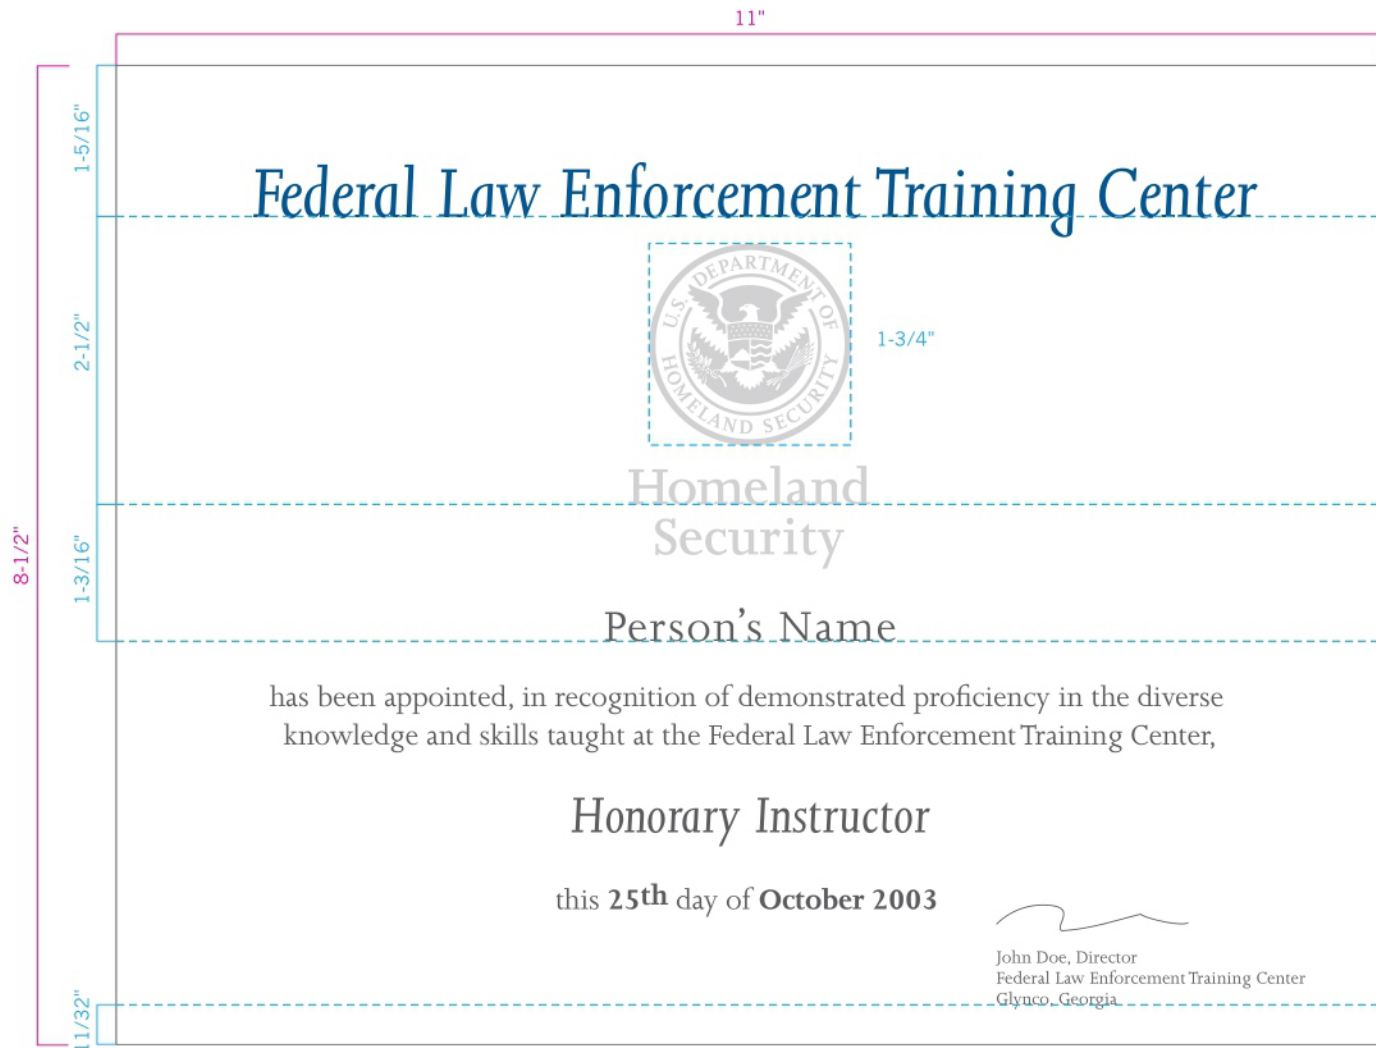 11"
1-5/16"
Federal Law Enforcement Training Center
U.S. DEPARTMENT OF
HOMELAND SECURITY
1-3/4"
2-1/2"
Homeland
Security
8-1/2"
1-3/16"
Person's Name
has been appointed, in recognition of demonstrated proficiency in the diverse
knowledge and skills taught at the Federal Law Enforcement Training Center,
Honorary Instructor
this 25th day of October 2003
John Doe, Director
Federal Law Enforcement Training Center
Glynco, Georgia
11/32"